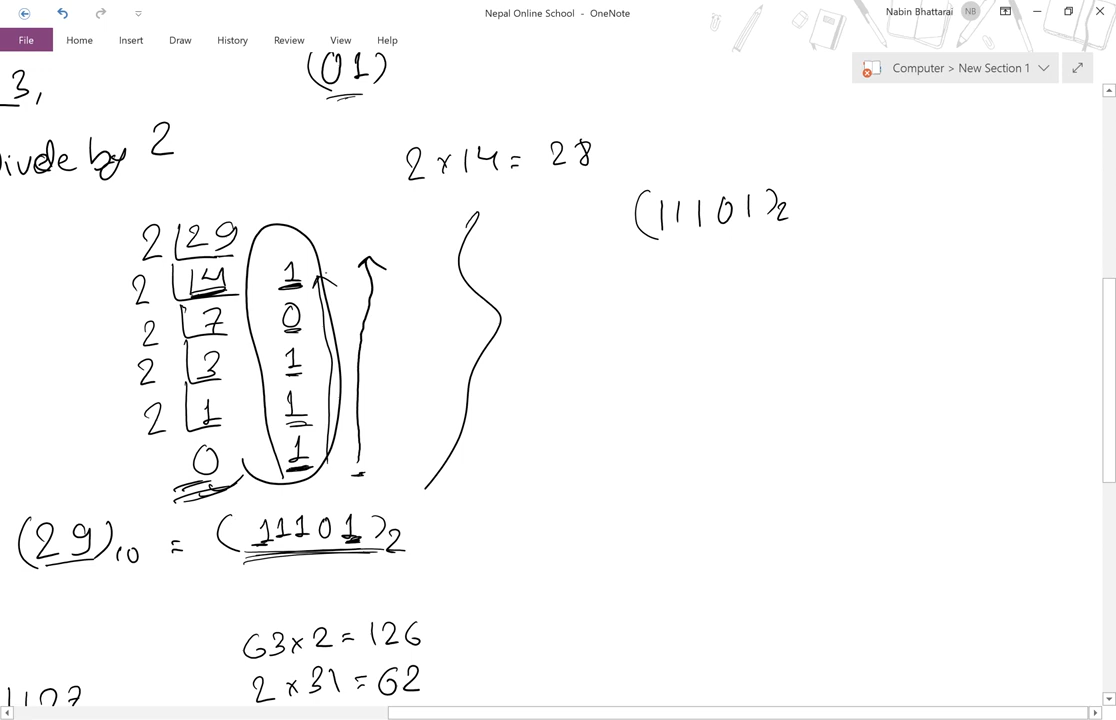 Nepal Online School - OneNote
Nabin Bhattarai NB
File Home Insert Draw History Review View Help
Computer > New Section 1
3,
(01)
ivide by 2
2 × 14 = 28
(11101)2
2 29
2 14 1
2 7 0
2 3 1
2 1 1
0 1
(29)10 = (11101)2
63 × 2 = 126
2 × 31 = 62